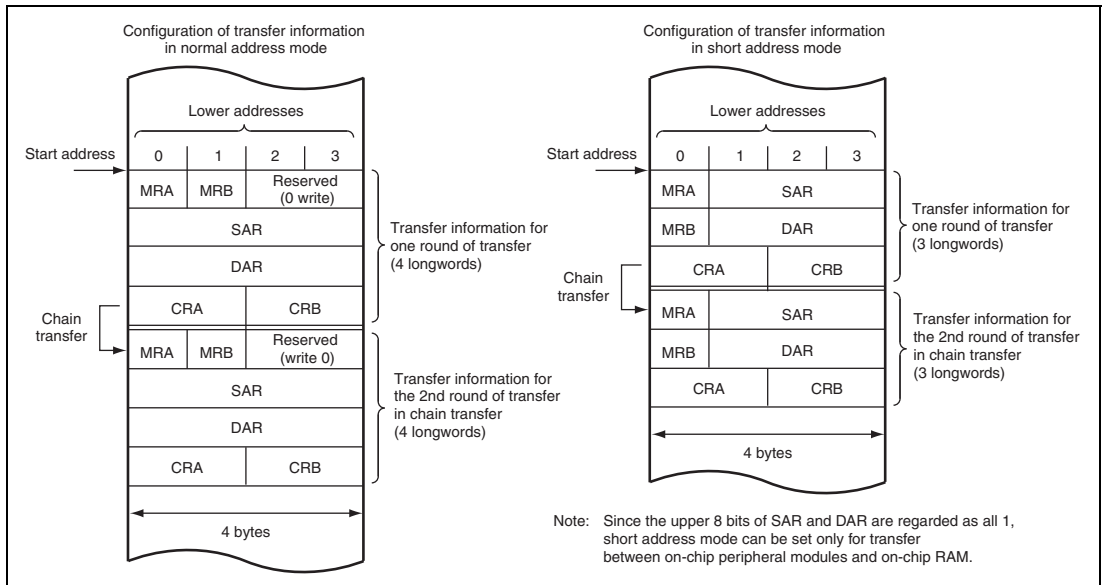 Configuration of transfer information
in normal address mode
Lower addresses
Start address
0 1 2 3
MRA MRB Reserved
(0 write)
SAR
DAR
CRA CRB
Transfer information for
one round of transfer
(4 longwords)
Chain
transfer
MRA MRB Reserved
(write 0)
SAR
DAR
CRA CRB
Transfer information for
the 2nd round of transfer
in chain transfer
(4 longwords)
4 bytes
Configuration of transfer information
in short address mode
Lower addresses
Start address
0 1 2 3
MRA SAR
MRB DAR
CRA CRB
Transfer information for
one round of transfer
(3 longwords)
Chain
transfer
MRA SAR
MRB DAR
CRA CRB
Transfer information for
the 2nd round of transfer
in chain transfer
(3 longwords)
4 bytes
Note: Since the upper 8 bits of SAR and DAR are regarded as all 1,
short address mode can be set only for transfer
between on-chip peripheral modules and on-chip RAM.